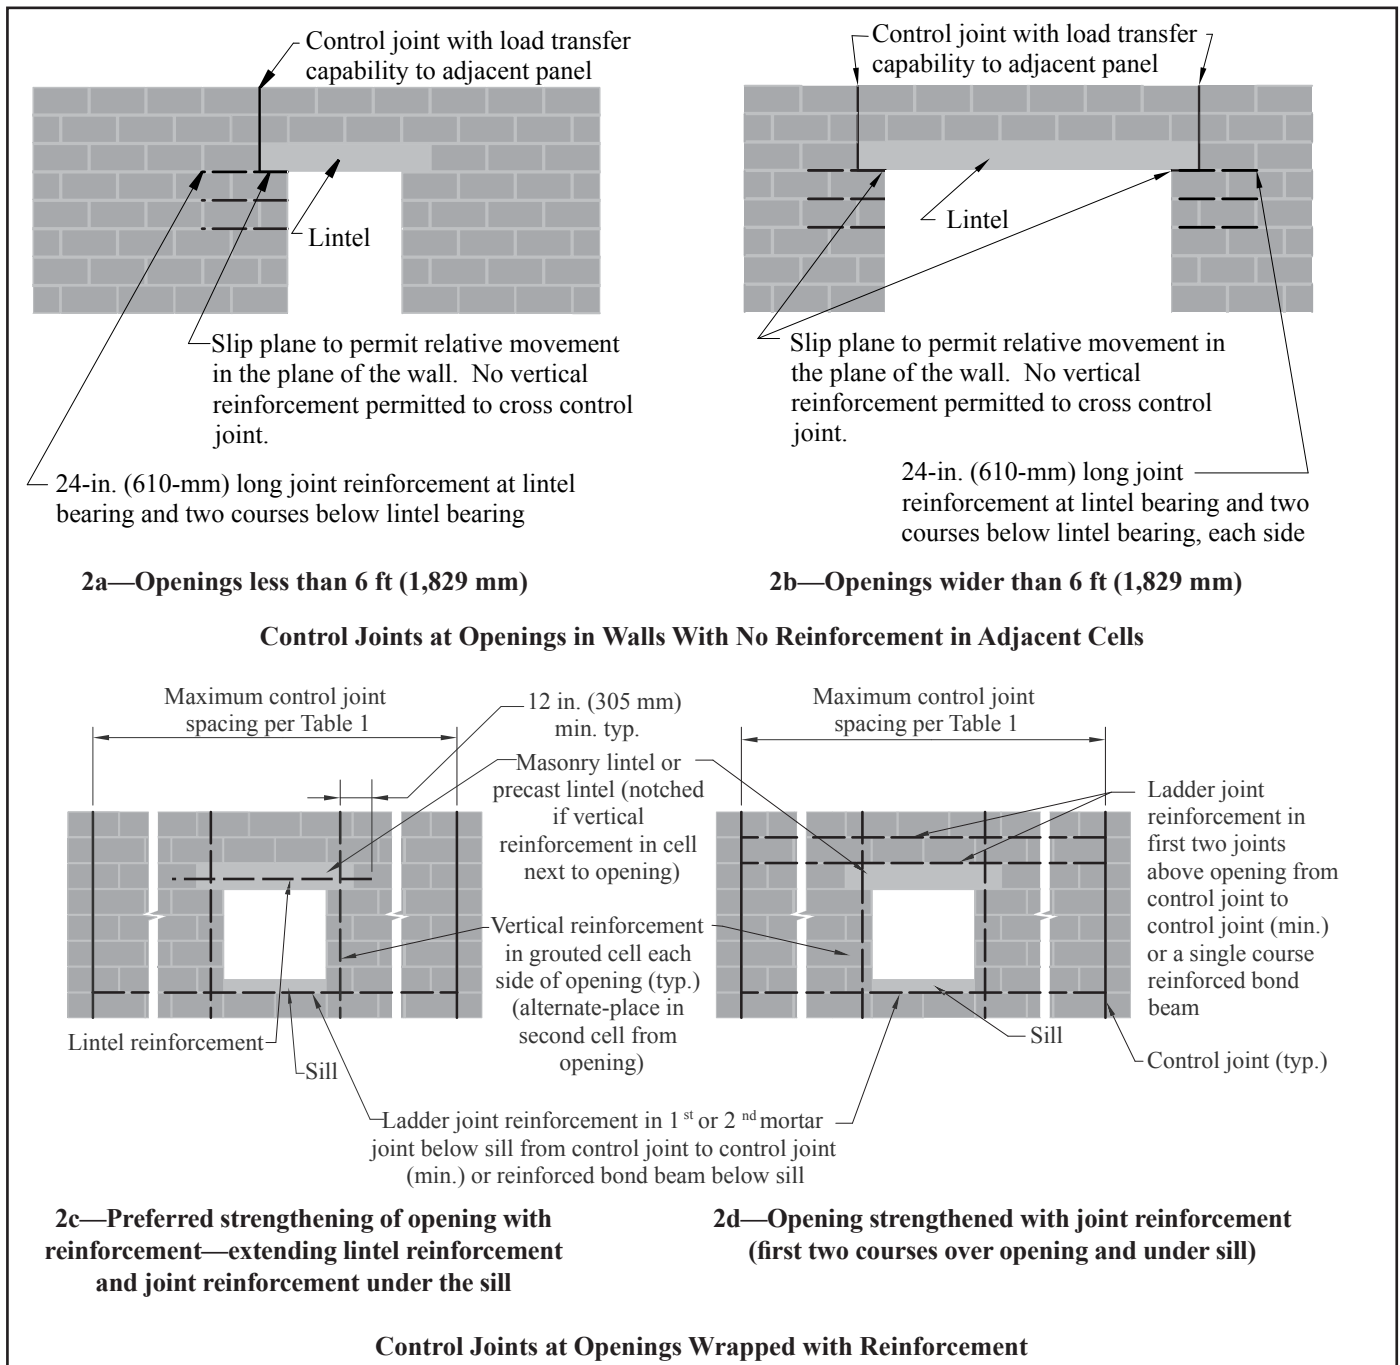 Control joint with load transfer
capability to adjacent panel
Lintel
Slip plane to permit relative movement
in the plane of the wall.  No vertical
reinforcement permitted to cross control
joint.
24-in. (610-mm) long joint reinforcement at lintel
bearing and two courses below lintel bearing
2a—Openings less than 6 ft (1,829 mm)
Control joint with load transfer
capability to adjacent panel
Lintel
Slip plane to permit relative movement in
the plane of the wall.  No vertical
reinforcement permitted to cross control
joint.
24-in. (610-mm) long joint
reinforcement at lintel bearing and two
courses below lintel bearing, each side
2b—Openings wider than 6 ft (1,829 mm)
Control Joints at Openings in Walls With No Reinforcement in Adjacent Cells
Maximum control joint
spacing per Table 1
12 in. (305 mm)
min. typ.
Masonry lintel or
precast lintel (notched
if vertical
reinforcement in cell
next to opening)
Vertical reinforcement
in grouted cell each
side of opening (typ.)
(alternate-place in
second cell from
opening)
Lintel reinforcement
Sill
Maximum control joint
spacing per Table 1
Ladder joint
reinforcement in
first two joints
above opening from
control joint to
control joint (min.)
or a single course
reinforced bond
beam
Sill
Control joint (typ.)
Ladder joint reinforcement in 1 st or 2 nd mortar
joint below sill from control joint to control joint
(min.) or reinforced bond beam below sill
2c—Preferred strengthening of opening with
reinforcement—extending lintel reinforcement
and joint reinforcement under the sill
2d—Opening strengthened with joint reinforcement
(first two courses over opening and under sill)
Control Joints at Openings Wrapped with Reinforcement